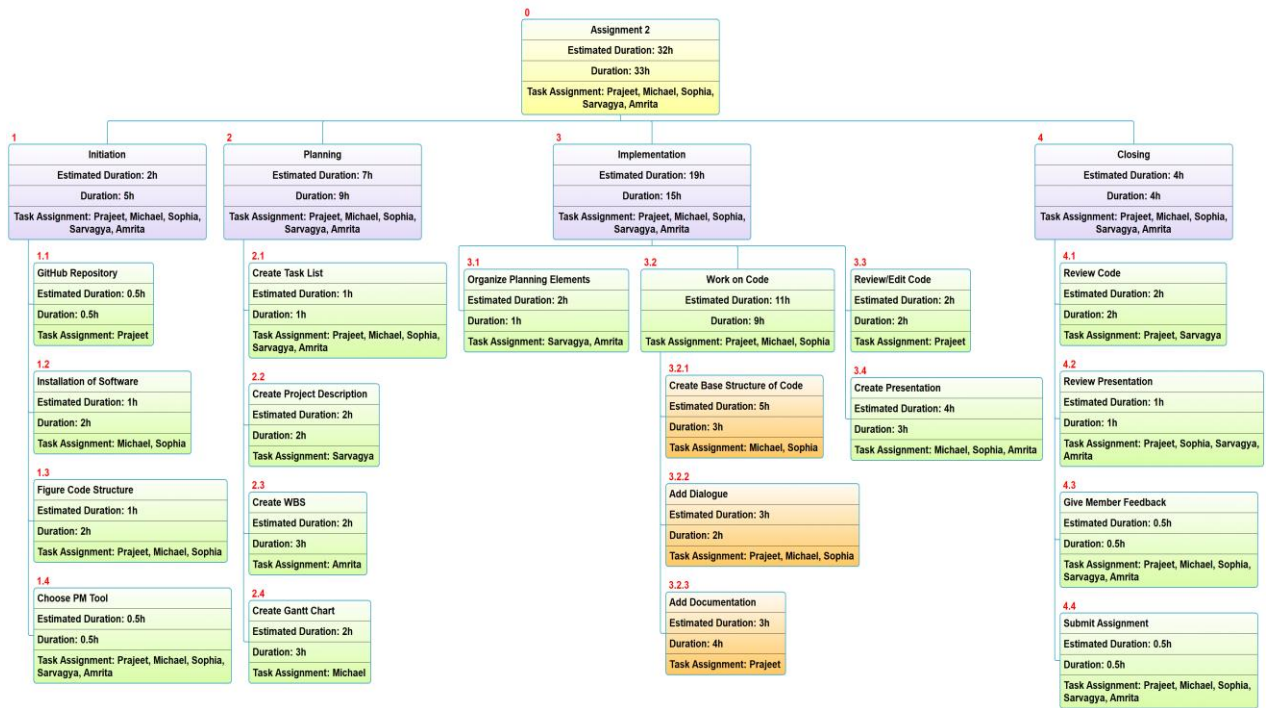 0
Assignment 2
Estimated Duration: 32h
Duration: 33h
Task Assignment: Prajeet, Michael, Sophia,
Sarvagya, Amrita
1
Initiation
Estimated Duration: 2h
Duration: 5h
Task Assignment: Prajeet, Michael, Sophia,
Sarvagya, Amrita
1.1
GitHub Repository
Estimated Duration: 0.5h
Duration: 0.5h
Task Assignment: Prajeet
1.2
Installation of Software
Estimated Duration: 1h
Duration: 2h
Task Assignment: Michael, Sophia
1.3
Figure Code Structure
Estimated Duration: 1h
Duration: 2h
Task Assignment: Prajeet, Michael, Sophia
1.4
Choose PM Tool
Estimated Duration: 0.5h
Duration: 0.5h
Task Assignment: Prajeet, Michael, Sophia,
Sarvagya, Amrita
2
Planning
Estimated Duration: 7h
Duration: 9h
Task Assignment: Prajeet, Michael, Sophia,
Sarvagya, Amrita
2.1
Create Task List
Estimated Duration: 1h
Duration: 1h
Task Assignment: Prajeet, Michael, Sophia,
Sarvagya, Amrita
2.2
Create Project Description
Estimated Duration: 2h
Duration: 2h
Task Assignment: Sarvagya
2.3
Create WBS
Estimated Duration: 2h
Duration: 3h
Task Assignment: Amrita
2.4
Create Gantt Chart
Estimated Duration: 2h
Duration: 3h
Task Assignment: Michael
3
Implementation
Estimated Duration: 19h
Duration: 15h
Task Assignment: Prajeet, Michael, Sophia,
Sarvagya, Amrita
3.1
Organize Planning Elements
Estimated Duration: 2h
Duration: 1h
Task Assignment: Sarvagya, Amrita
3.2
Work on Code
Estimated Duration: 11h
Duration: 9h
Task Assignment: Prajeet, Michael, Sophia
3.2.1
Create Base Structure of Code
Estimated Duration: 5h
Duration: 3h
Task Assignment: Michael, Sophia
3.2.2
Add Dialogue
Estimated Duration: 3h
Duration: 2h
Task Assignment: Prajeet, Michael, Sophia
3.2.3
Add Documentation
Estimated Duration: 3h
Duration: 4h
Task Assignment: Prajeet
3.3
Review/Edit Code
Estimated Duration: 2h
Duration: 2h
Task Assignment: Prajeet
3.4
Create Presentation
Estimated Duration: 4h
Duration: 3h
Task Assignment: Michael, Sophia, Amrita
4
Closing
Estimated Duration: 4h
Duration: 4h
Task Assignment: Prajeet, Michael, Sophia,
Sarvagya, Amrita
4.1
Review Code
Estimated Duration: 2h
Duration: 2h
Task Assignment: Prajeet, Sarvagya
4.2
Review Presentation
Estimated Duration: 1h
Duration: 1h
Task Assignment: Prajeet, Sophia, Sarvagya,
Amrita
4.3
Give Member Feedback
Estimated Duration: 0.5h
Duration: 0.5h
Task Assignment: Prajeet, Michael, Sophia,
Sarvagya, Amrita
4.4
Submit Assignment
Estimated Duration: 0.5h
Duration: 0.5h
Task Assignment: Prajeet, Michael, Sophia,
Sarvagya, Amrita